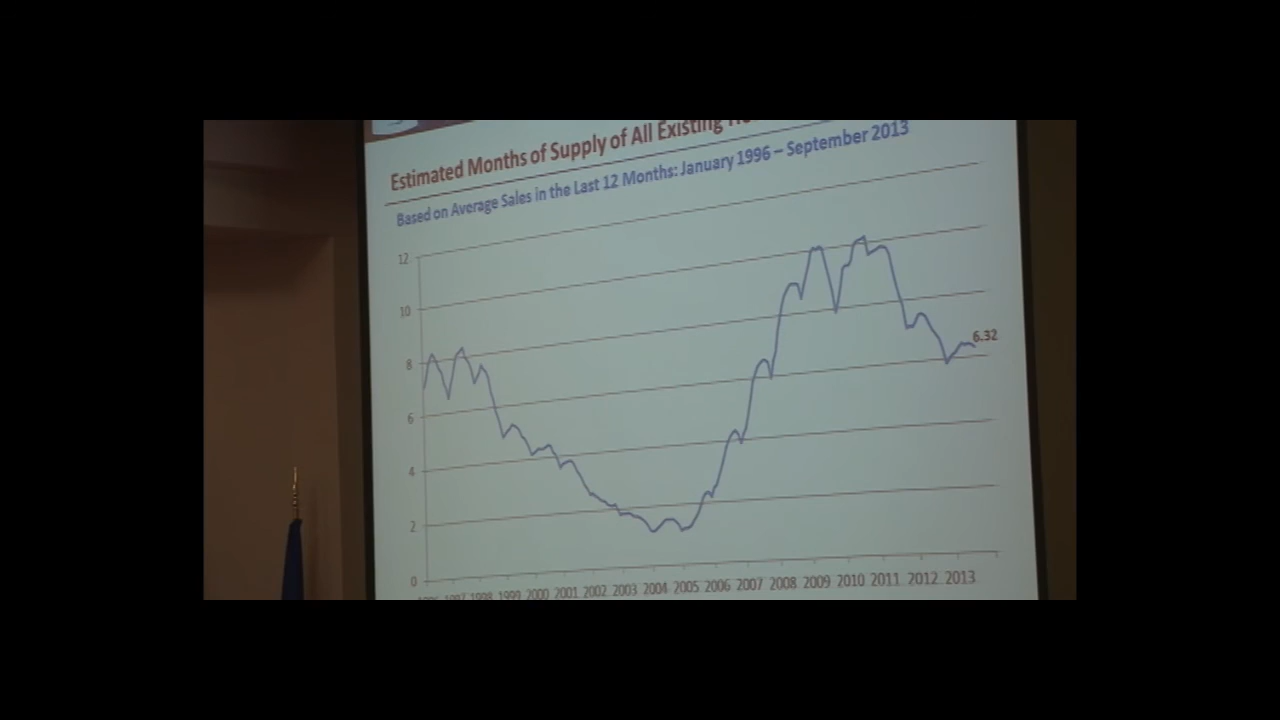 Estimated Months of Supply of All Existing
Based on Average Sales in the Last 12 Months: January 1996 – September 2013
12
10
8
6
4
2
0
6.32
1997 1998 1999 2000 2001 2002 2003 2004 2005 2006 2007 2008 2009 2010 2011 2012 2013